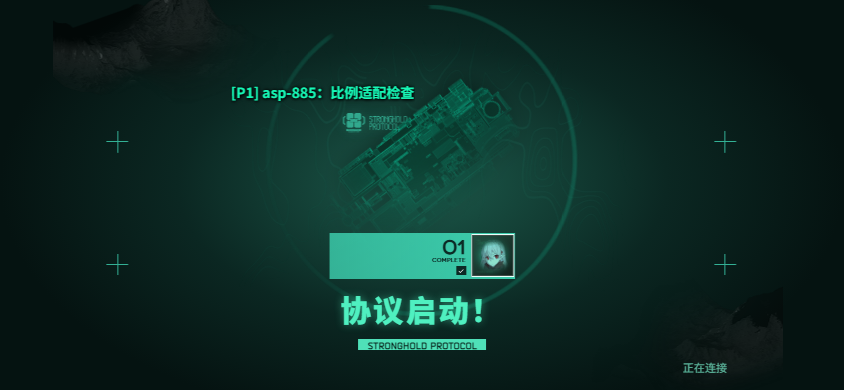 [P1] asp-885：比例适配检查
STRONGHOLD
PROTOCOL
01
COMPLETE
协议启动！
STRONGHOLD PROTOCOL
正在连接